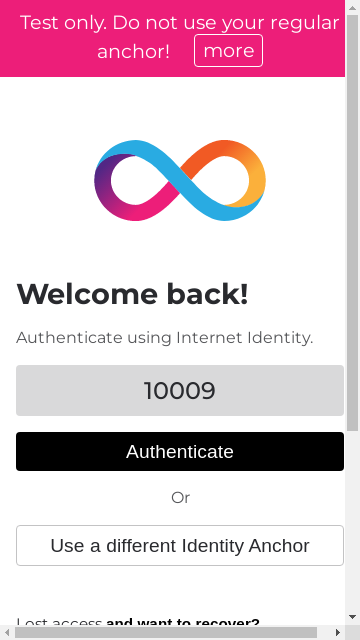 Test only. Do not use your regular
anchor! more
Welcome back!
Authenticate using Internet Identity.
10009
Authenticate
Or
Use a different Identity Anchor
Lost access and want to recover?